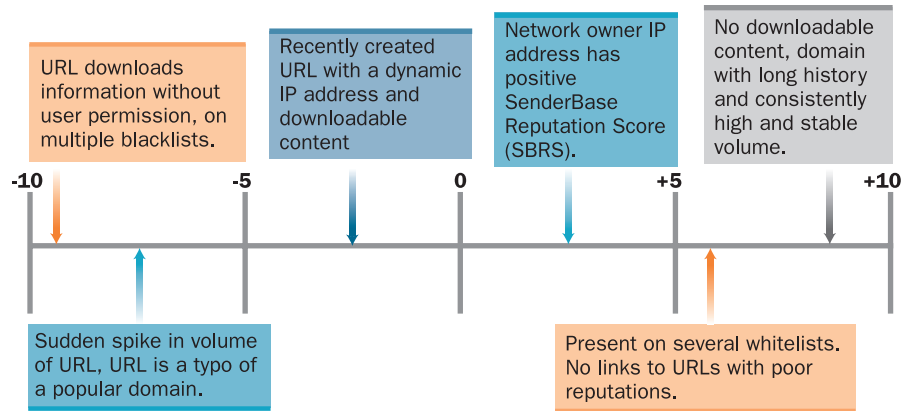 URL downloads
information without
user permission, on
multiple blacklists.
Recently created
URL with a dynamic
IP address and
downloadable
content
Network owner IP
address has
positive
SenderBase
Reputation Score
(SBRS).
No downloadable
content, domain
with long history
and consistently
high and stable
volume.
-10
-5
0
+5
+10
Sudden spike in volume
of URL, URL is a typo of
a popular domain.
Present on several whitelists.
No links to URLs with poor
reputations.